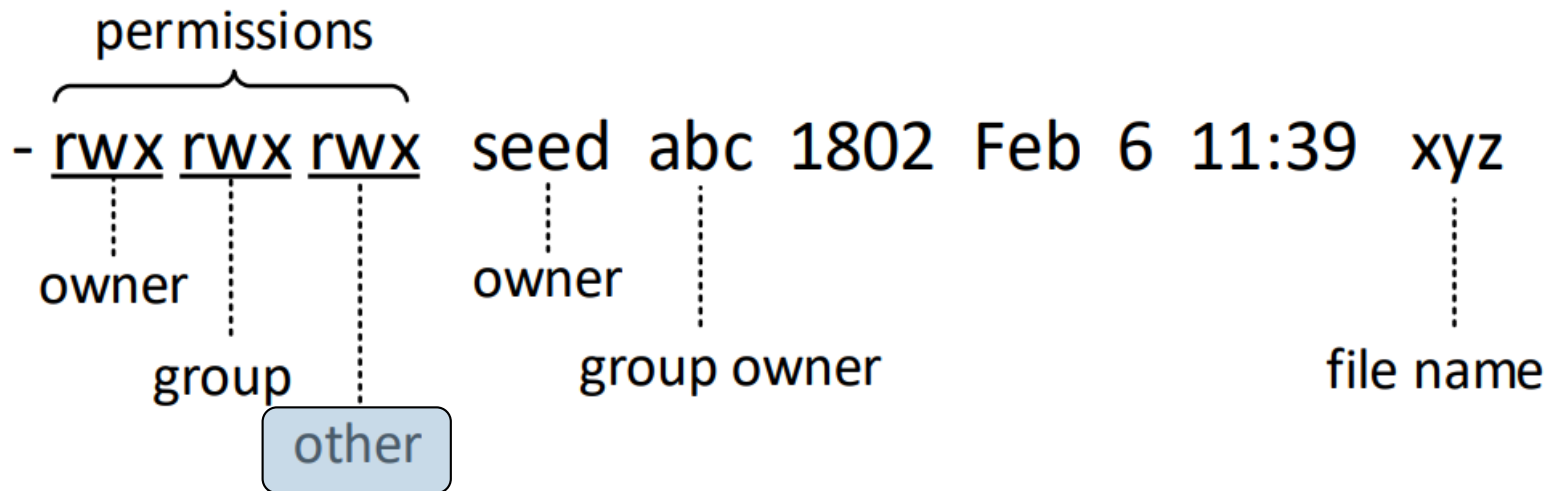 permissions
- rwx rwx rwx seed abc 1802 Feb 6 11:39 xyz
owner owner
group group owner file name
other